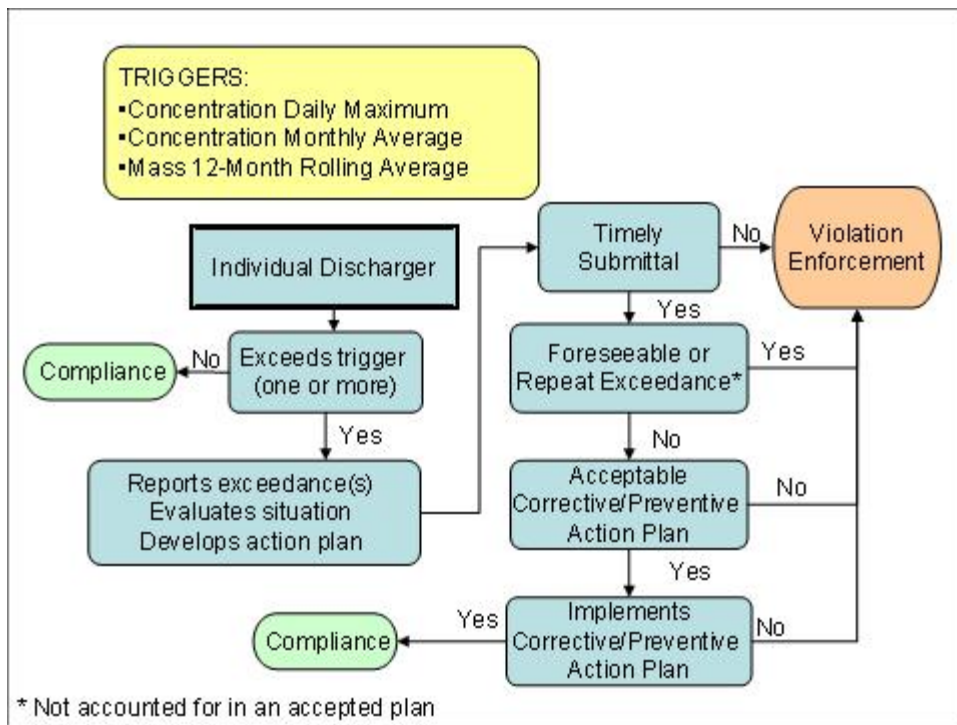 TRIGGERS:
▪Concentration Daily Maximum
▪Concentration Monthly Average
▪Mass 12-Month Rolling Average
Individual Discharger
Exceeds trigger
(one or more)
No
Compliance
Yes
Reports exceedance(s)
Evaluates situation
Develops action plan
Timely
Submittal
No
Violation
Enforcement
Yes
Foreseeable or
Repeat Exceedance*
Yes
No
Acceptable
Corrective/Preventive
Action Plan
No
Yes
Implements
Corrective/Preventive
Action Plan
No
Yes
Compliance
* Not accounted for in an accepted plan